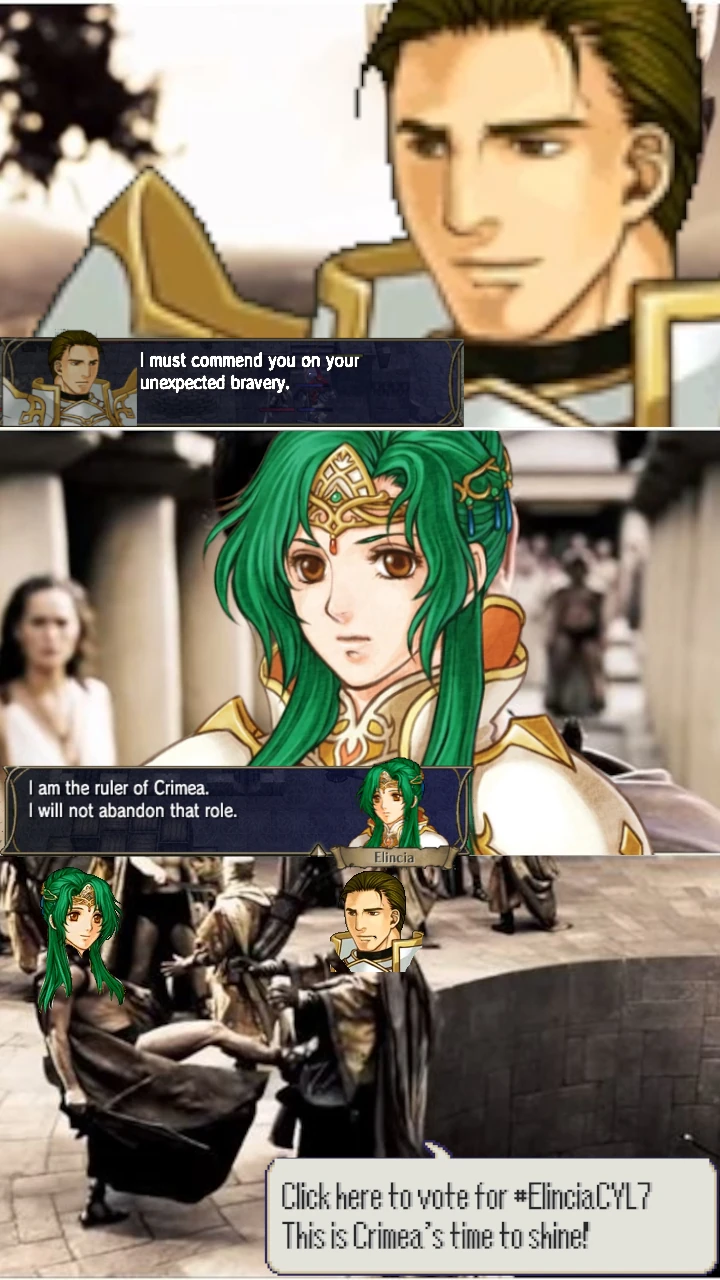 I must commend you on your
unexpected bravery.
I am the ruler of Crimea.
I will not abandon that role.
Elincia
Click here to vote for #ElinciaCYL7
This is Crimea's time to shine!